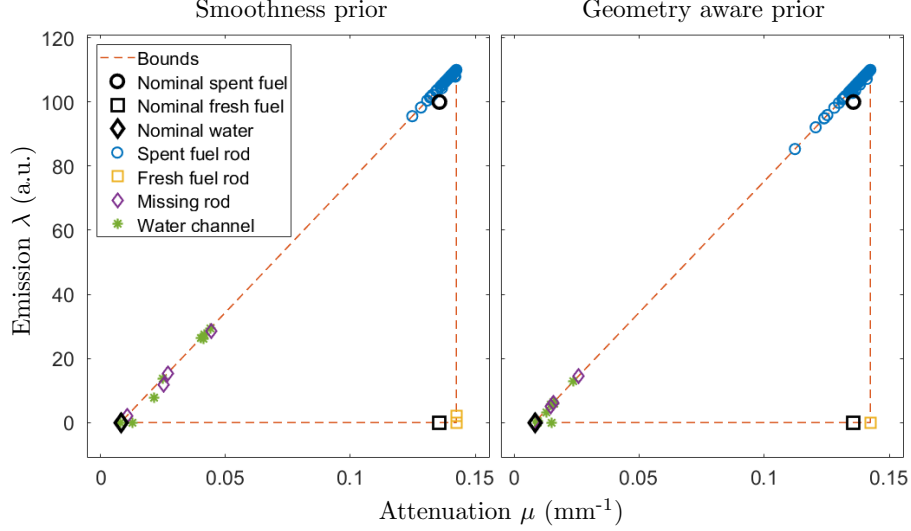 Smoothness prior
Geometry aware prior
120
100
80
60
40
20
0
Emission λ (a.u.)
Bounds
Nominal spent fuel
Nominal fresh fuel
Nominal water
Spent fuel rod
Fresh fuel rod
Missing rod
Water channel
0 0.05 0.1 0.15
0 0.05 0.1 0.15
Attenuation μ (mm⁻¹)